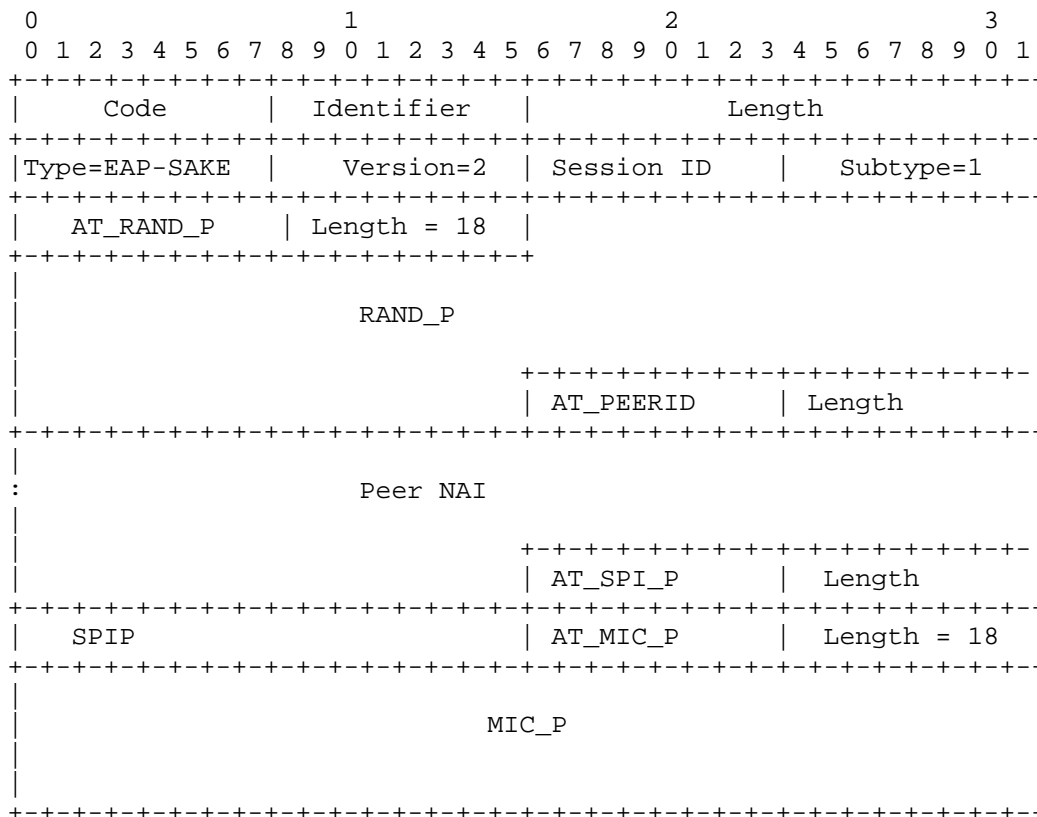 0                   1                   2                   3
0 1 2 3 4 5 6 7 8 9 0 1 2 3 4 5 6 7 8 9 0 1 2 3 4 5 6 7 8 9 0 1
+-+-+-+-+-+-+-+-+-+-+-+-+-+-+-+-+-+-+-+-+-+-+-+-+-+-+-+-+-+-+-+--
|     Code      |  Identifier   |            Length
+-+-+-+-+-+-+-+-+-+-+-+-+-+-+-+-+-+-+-+-+-+-+-+-+-+-+-+-+-+-+-+--
|Type=EAP-SAKE  |    Version=2  | Session ID    |   Subtype=1
+-+-+-+-+-+-+-+-+-+-+-+-+-+-+-+-+-+-+-+-+-+-+-+-+-+-+-+-+-+-+-+--
|   AT_RAND_P    | Length = 18  |
+-+-+-+-+-+-+-+-+-+-+-+-+-+-+-+-+
|
|                     RAND_P
|
|                               +-+-+-+-+-+-+-+-+-+-+-+-+-+-+-+-
|                               | AT_PEERID     | Length
+-+-+-+-+-+-+-+-+-+-+-+-+-+-+-+-+-+-+-+-+-+-+-+-+-+-+-+-+-+-+-+--
|
:                     Peer NAI
|
|                               +-+-+-+-+-+-+-+-+-+-+-+-+-+-+-+-
|                               | AT_SPI_P      |  Length
+-+-+-+-+-+-+-+-+-+-+-+-+-+-+-+-+-+-+-+-+-+-+-+-+-+-+-+-+-+-+-+--
|   SPIP                        | AT_MIC_P      |  Length = 18
+-+-+-+-+-+-+-+-+-+-+-+-+-+-+-+-+-+-+-+-+-+-+-+-+-+-+-+-+-+-+-+--
|
|                             MIC_P
|
|
+-+-+-+-+-+-+-+-+-+-+-+-+-+-+-+-+-+-+-+-+-+-+-+-+-+-+-+-+-+-+-+--